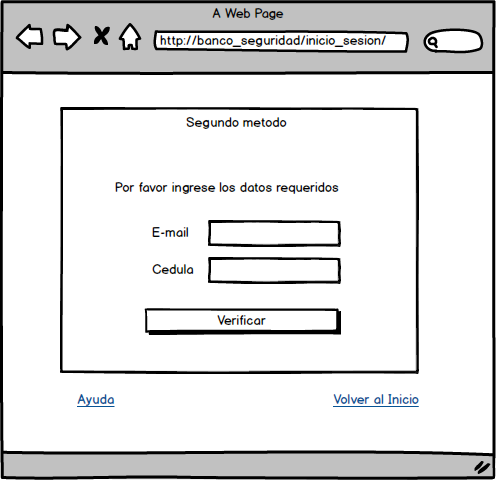 A Web Page
http://banco_seguridad/inicio_sesion/
Segundo metodo
Por favor ingrese los datos requeridos
E-mail
Cedula
Verificar
Ayuda
Volver al Inicio